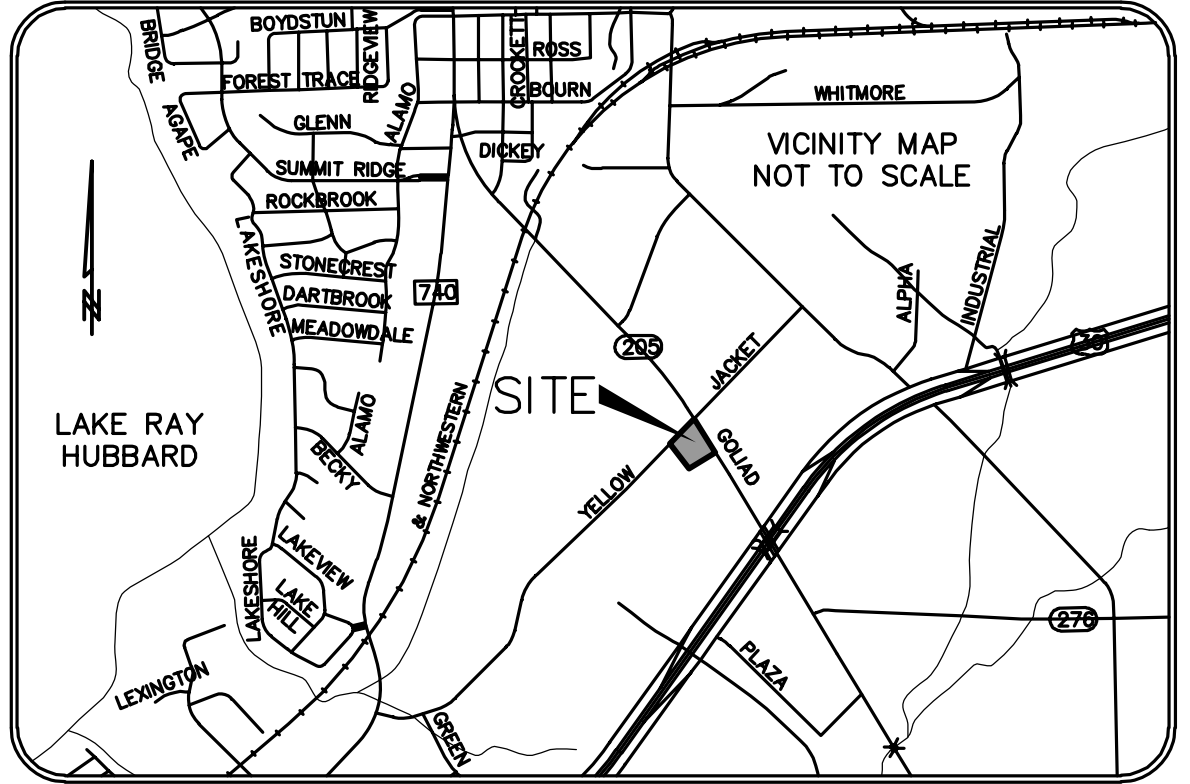 BOYDSTUN
BRIDGE
RIDGEVIEW
CROCKETT
ROSS
FOREST TRACE
BOURN
ALAMO
WHITMORE
AGAPE
GLENN
DICKEY
VICINITY MAP
NOT TO SCALE
SUMMIT RIDGE
ROCKBROOK
LAKESHORE
STONECREST
DARTBROOK
MEADOWDALE
740
ALPHA
INDUSTRIAL
205
30
JACKET
SITE
LAKE RAY
HUBBARD
ALAMO
BECKY
& NORTHWESTERN
GOLIAD
YELLOW
LAKESHORE
LAKEVIEW
LAKE
HILL
276
PLAZA
LEXINGTON
GREEN
N